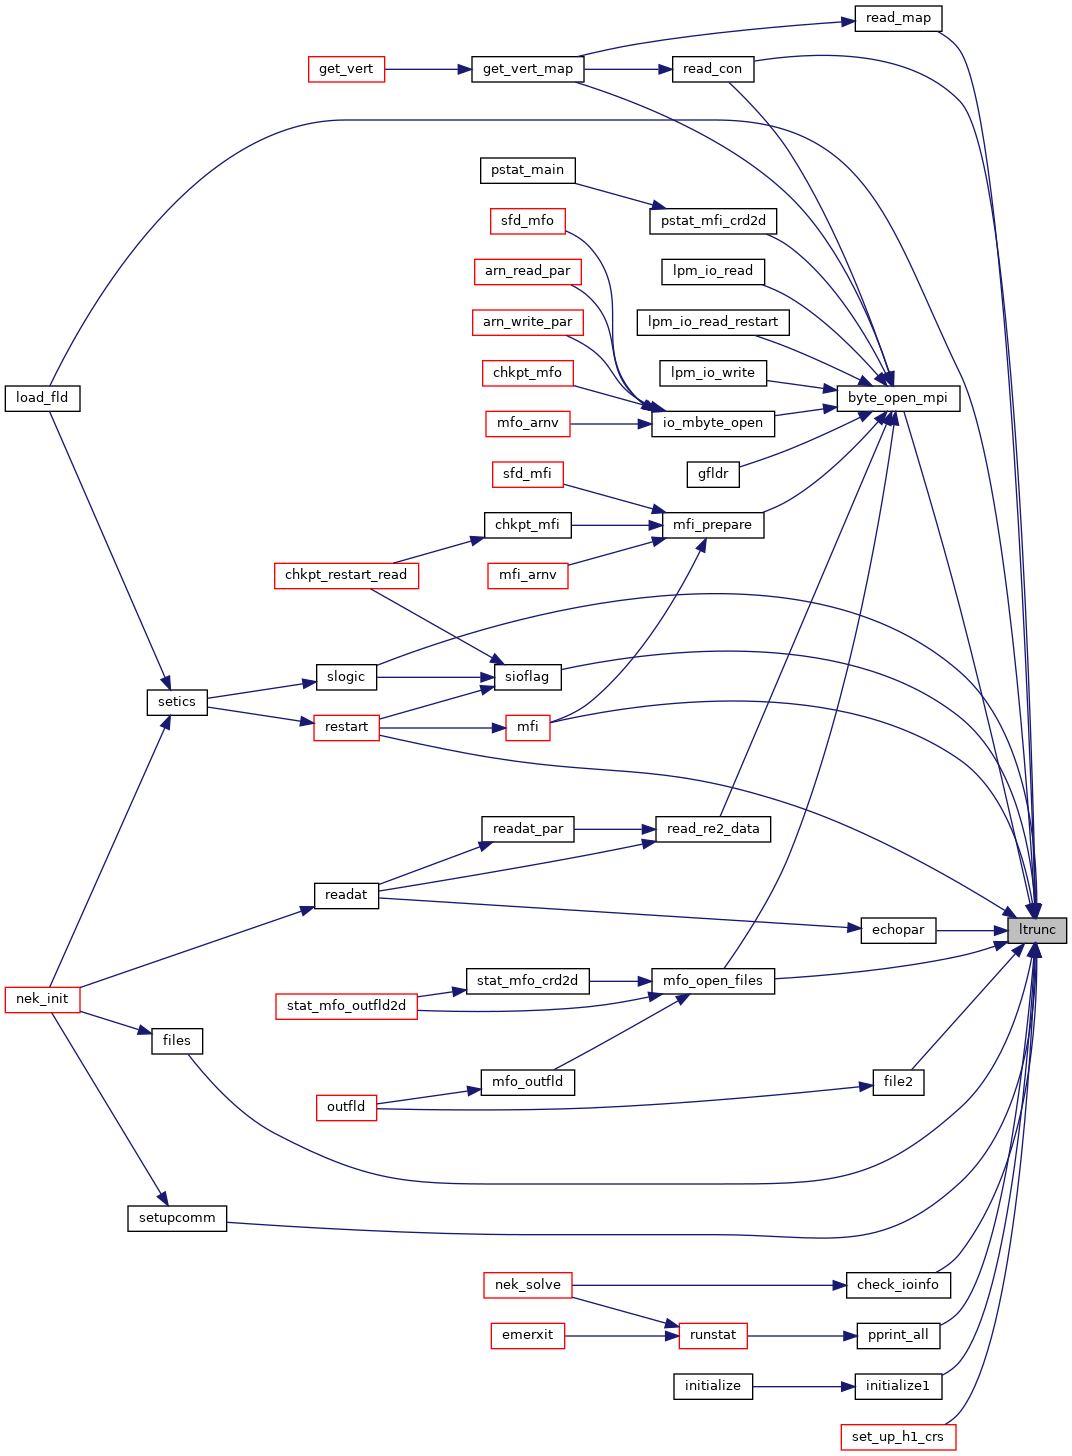 read_map
get_vert
get_vert_map
read_con
pstat_main
sfd_mfo
pstat_mfi_crd2d
arn_read_par
lpm_io_read
arn_write_par
lpm_io_read_restart
chkpt_mfo
lpm_io_write
load_fld
byte_open_mpi
mfo_arnv
io_mbyte_open
sfd_mfi
gfldr
chkpt_mfi
mfi_prepare
chkpt_restart_read
mfi_arnv
slogic
sioflag
setics
restart
mfi
readat_par
read_re2_data
readat
echopar
ltrunc
stat_mfo_crd2d
mfo_open_files
nek_init
stat_mfo_outfld2d
files
mfo_outfld
file2
outfld
setupcomm
nek_solve
check_ioinfo
emerxit
runstat
pprint_all
initialize
initialize1
set_up_h1_crs